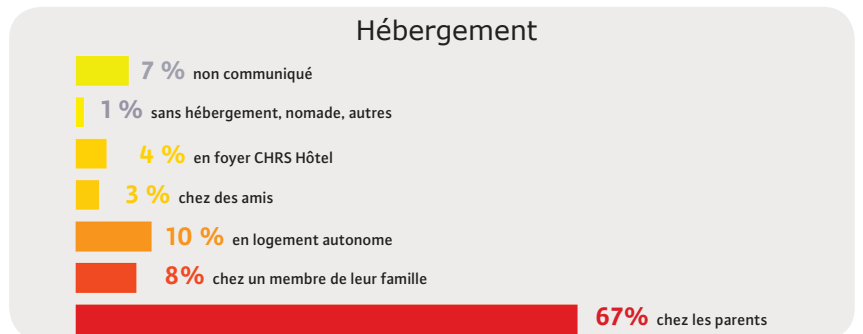 Hébergement
7 % non communiqué
1 % sans hébergement, nomade, autres
4 % en foyer CHRS Hôtel
3 % chez des amis
10 % en logement autonome
8% chez un membre de leur famille
67% chez les parents